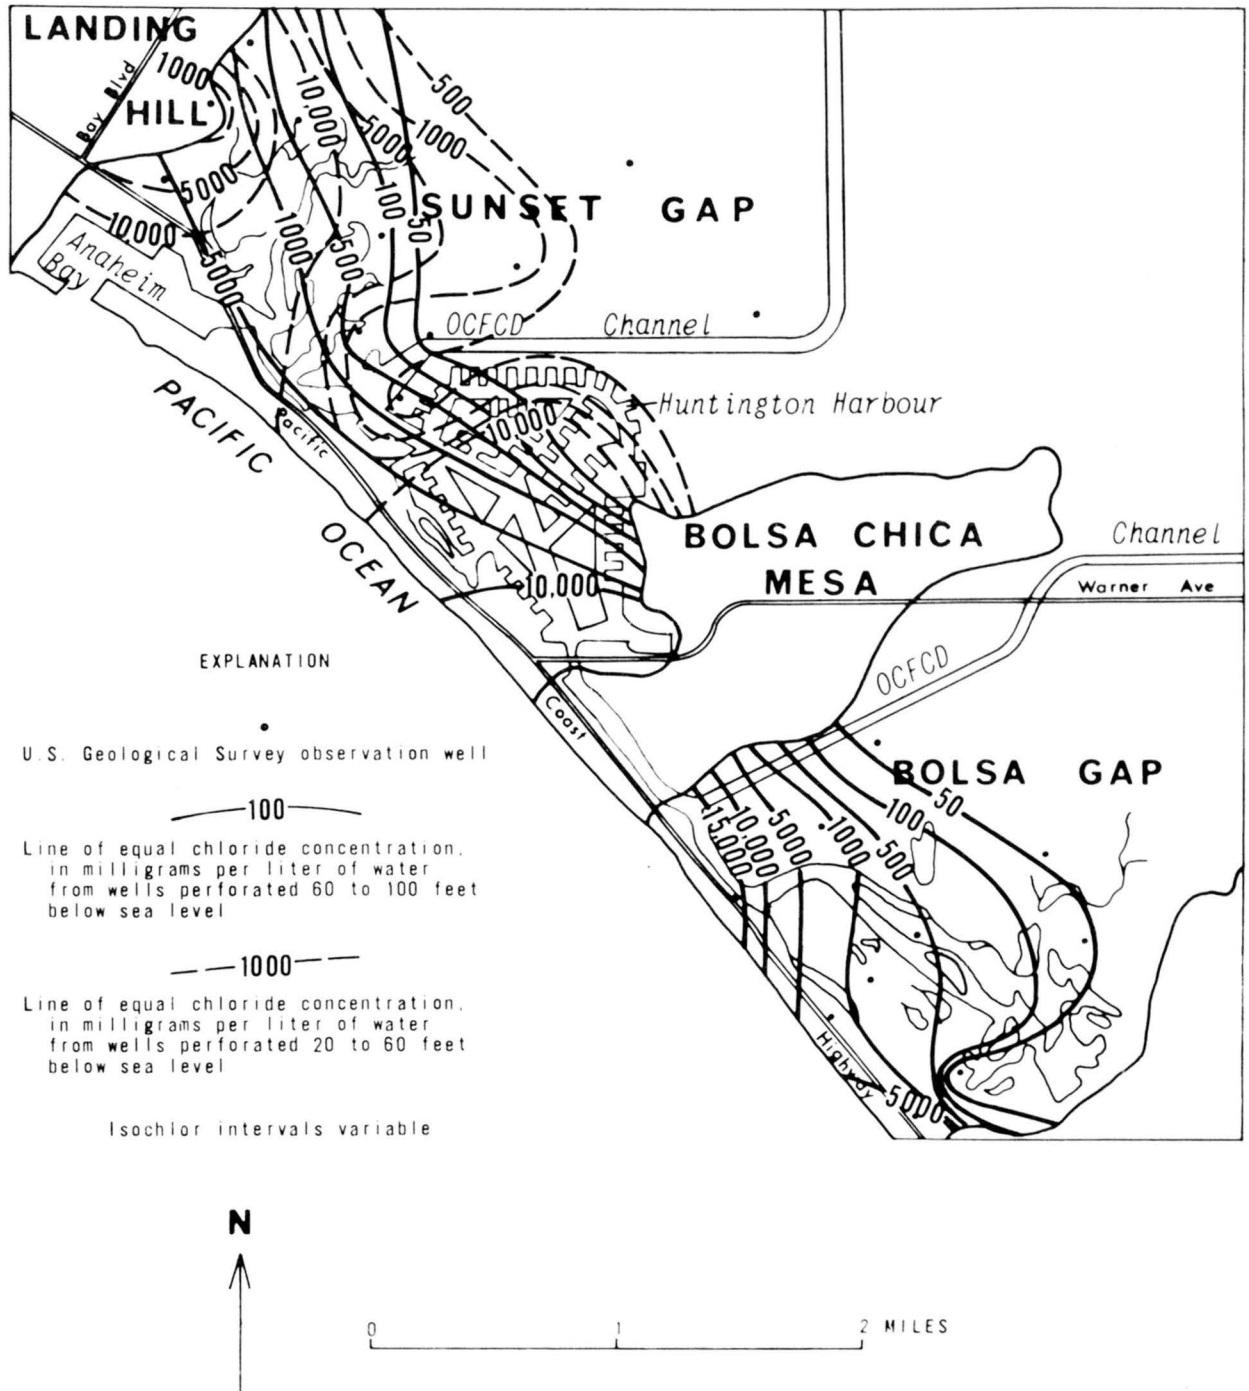 LANDING
HILL
Bay Blvd
1000
5000
10,000
Anaheim
Bay
5000
10,000
5000
1000
500
100
50
500
1000
SUNSET GAP
OCFCD Channel
Huntington Harbour
10,000
PACIFIC
OCEAN
Pacific
Coast
Highway
10,000
BOLSA CHICA
MESA
Channel
Warner Ave
OCFCD
BOLSA GAP
15,000
10,000
5000
1000
500
100
50
5000
EXPLANATION
U.S. Geological Survey observation well
100
Line of equal chloride concentration,
in milligrams per liter of water
from wells perforated 60 to 100 feet
below sea level
1000
Line of equal chloride concentration,
in milligrams per liter of water
from wells perforated 20 to 60 feet
below sea level
Isochlor intervals variable
N
0 1 2 MILES